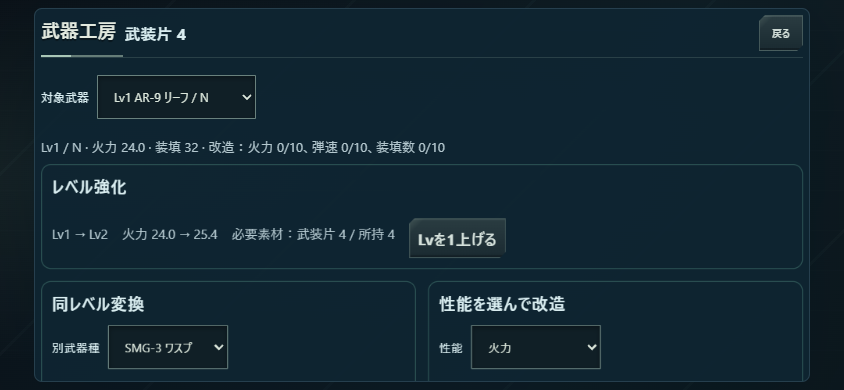 武器工房 武装片 4
戻る
対象武器 Lv1 AR-9 リーフ / N
Lv1 / N · 火力 24.0 · 装填 32 · 改造：火力 0/10、弾速 0/10、装填数 0/10
レベル強化
Lv1 → Lv2 火力 24.0 → 25.4 必要素材：武装片 4 / 所持 4 Lvを1上げる
同レベル変換
別武器種 SMG-3 ワスプ
性能を選んで改造
性能 火力